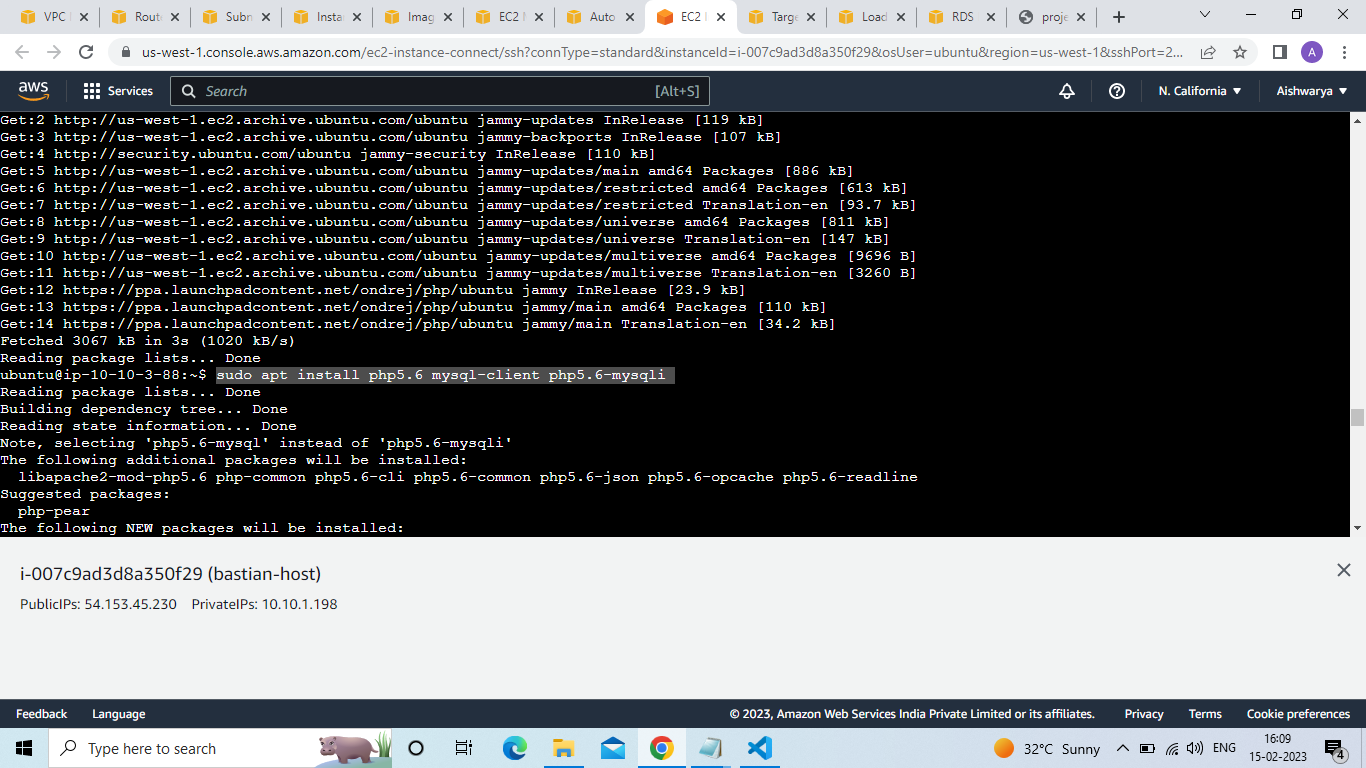 VPC
Route
Subn
Insta
Imag
EC2
Auto
EC2
Targe
Load
RDS
proje
us-west-1.console.aws.amazon.com/ec2-instance-connect/ssh?connType=standard&instanceId=i-007c9ad3d8a350f29&osUser=ubuntu&region=us-west-1&sshPort=2...
A
aws
Services
Search
[Alt+S]
N. California
Aishwarya
Get:2 http://us-west-1.ec2.archive.ubuntu.com/ubuntu jammy-updates InRelease [119 kB]
Get:3 http://us-west-1.ec2.archive.ubuntu.com/ubuntu jammy-backports InRelease [107 kB]
Get:4 http://security.ubuntu.com/ubuntu jammy-security InRelease [110 kB]
Get:5 http://us-west-1.ec2.archive.ubuntu.com/ubuntu jammy-updates/main amd64 Packages [886 kB]
Get:6 http://us-west-1.ec2.archive.ubuntu.com/ubuntu jammy-updates/restricted amd64 Packages [613 kB]
Get:7 http://us-west-1.ec2.archive.ubuntu.com/ubuntu jammy-updates/restricted Translation-en [93.7 kB]
Get:8 http://us-west-1.ec2.archive.ubuntu.com/ubuntu jammy-updates/universe amd64 Packages [811 kB]
Get:9 http://us-west-1.ec2.archive.ubuntu.com/ubuntu jammy-updates/universe Translation-en [147 kB]
Get:10 http://us-west-1.ec2.archive.ubuntu.com/ubuntu jammy-updates/multiverse amd64 Packages [9696 B]
Get:11 http://us-west-1.ec2.archive.ubuntu.com/ubuntu jammy-updates/multiverse Translation-en [3260 B]
Get:12 https://ppa.launchpadcontent.net/ondrej/php/ubuntu jammy InRelease [23.9 kB]
Get:13 https://ppa.launchpadcontent.net/ondrej/php/ubuntu jammy/main amd64 Packages [110 kB]
Get:14 https://ppa.launchpadcontent.net/ondrej/php/ubuntu jammy/main Translation-en [34.2 kB]
Fetched 3067 kB in 3s (1020 kB/s)
Reading package lists... Done
ubuntu@ip-10-10-3-88:~$ sudo apt install php5.6 mysql-client php5.6-mysqli
Reading package lists... Done
Building dependency tree... Done
Reading state information... Done
Note, selecting 'php5.6-mysql' instead of 'php5.6-mysqli'
The following additional packages will be installed:
libapache2-mod-php5.6 php-common php5.6-cli php5.6-common php5.6-json php5.6-opcache php5.6-readline
Suggested packages:
php-pear
The following NEW packages will be installed:
i-007c9ad3d8a350f29 (bastian-host)
PublicIPs: 54.153.45.230 PrivateIPs: 10.10.1.198
Feedback
Language
© 2023, Amazon Web Services India Private Limited or its affiliates.
Privacy
Terms
Cookie preferences
Type here to search
32°C Sunny
ENG
16:09
15-02-2023
4